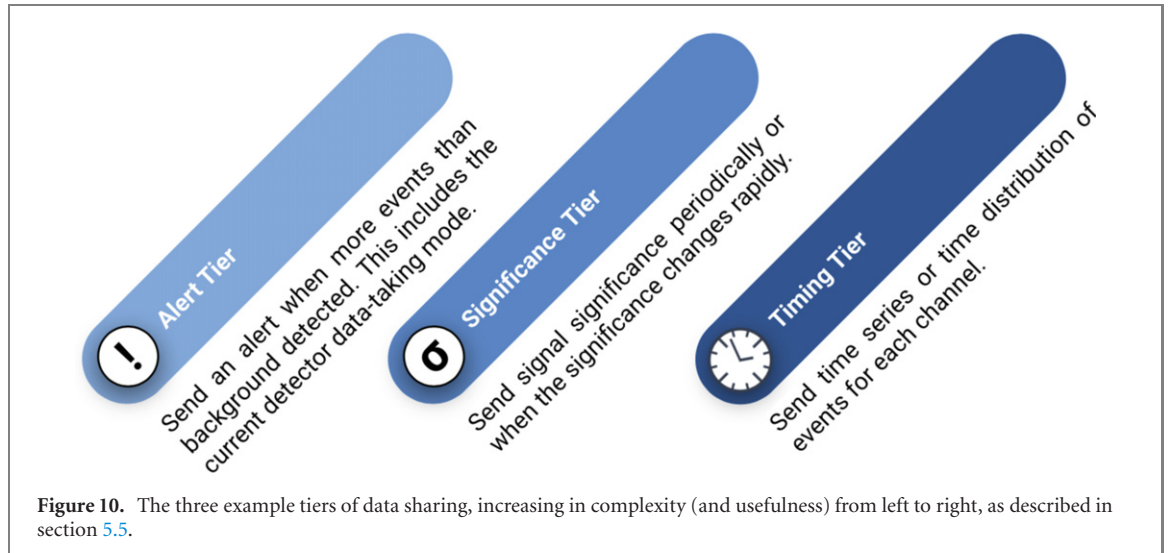 Alert Tier
!
Send an alert when more events than
background detected. This includes the
current detector data-taking mode.
Significance Tier
σ
Send signal significance periodically or
when the significance changes rapidly.
Timing Tier
Send time series or time distribution of
events for each channel.
Figure 10. The three example tiers of data sharing, increasing in complexity (and usefulness) from left to right, as described in
section 5.5.